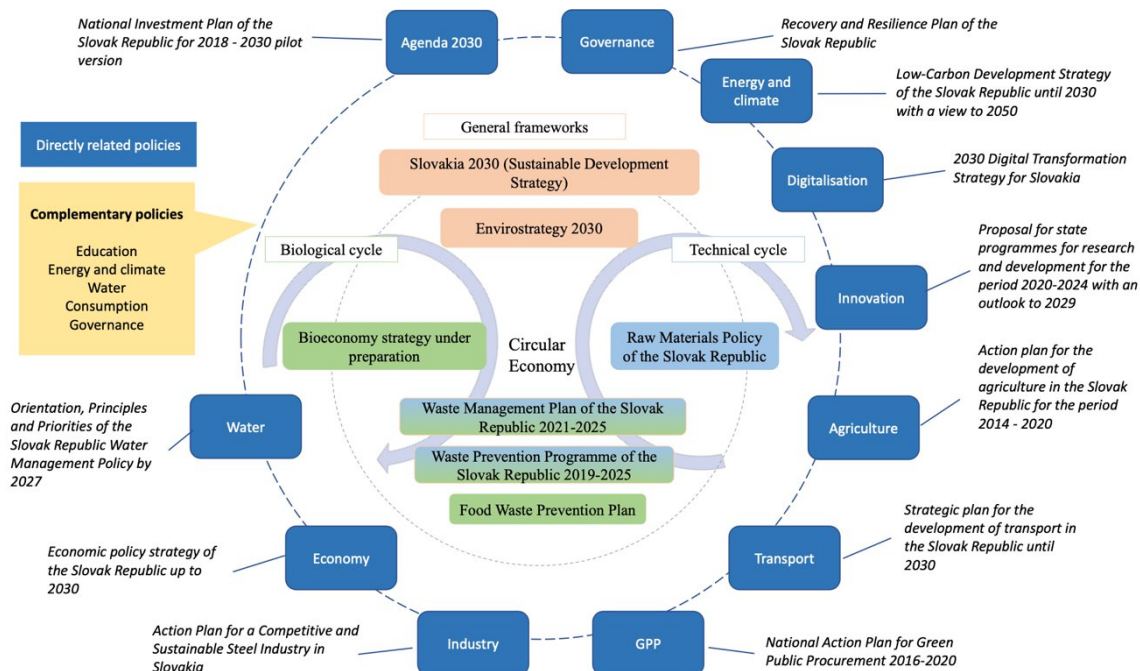 National Investment Plan of the
Slovak Republic for 2018 - 2030 pilot
version
Agenda 2030
Governance
Recovery and Resilience Plan of the
Slovak Republic
Energy and
climate
Low-Carbon Development Strategy
of the Slovak Republic until 2030
with a view to 2050
General frameworks
Directly related policies
Slovakia 2030 (Sustainable Development
Strategy)
Digitalisation
2030 Digital Transformation
Strategy for Slovakia
Complementary policies
Education
Energy and climate
Water
Consumption
Governance
Envirostrategy 2030
Biological cycle
Technical cycle
Innovation
Proposal for state
programmes for research
and development for the
period 2020-2024 with an
outlook to 2029
Bioeconomy strategy under
preparation
Circular
Economy
Raw Materials Policy
of the Slovak Republic
Orientation, Principles
and Priorities of the
Slovak Republic Water
Management Policy by
2027
Water
Waste Management Plan of the Slovak
Republic 2021-2025
Agriculture
Action plan for the
development of
agriculture in the Slovak
Republic for the period
2014 - 2020
Waste Prevention Programme of the
Slovak Republic 2019-2025
Food Waste Prevention Plan
Economic policy strategy of
the Slovak Republic up to
2030
Economy
Transport
Strategic plan for the
development of transport in
the Slovak Republic until
2030
Action Plan for a Competitive and
Sustainable Steel Industry in
Slovakia
Industry
GPP
National Action Plan for Green
Public Procurement 2016-2020